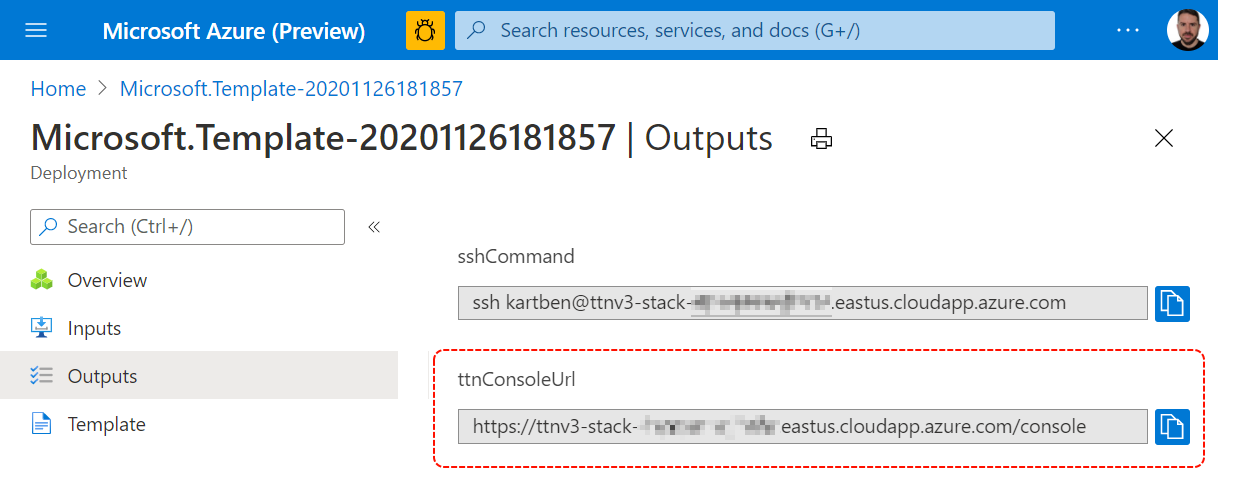 Microsoft Azure (Preview)
Search resources, services, and docs (G+/)
Home > Microsoft.Template-20201126181857
Microsoft.Template-20201126181857 | Outputs
Deployment
Search (Ctrl+/)
Overview
Inputs
Outputs
Template
sshCommand
ssh kartben@ttnv3-stack- .eastus.cloudapp.azure.com
ttnConsoleUrl
https://ttnv3-stack- eastus.cloudapp.azure.com/console